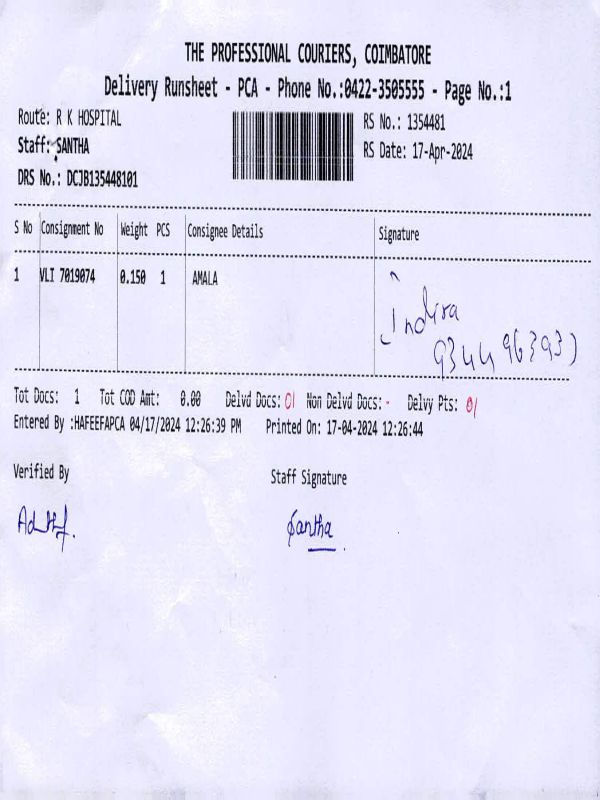 THE PROFESSIONAL COURIERS, COIMBATORE
Delivery Runsheet - PCA - Phone No.:0422-3505555 - Page No.:1
Route: R K HOSPITAL RS No.: 1354481
Staff: SANTHA RS Date: 17-Apr-2024
DRS No.: DCJB135448101
S No Consignment No Weight PCS Consignee Details Signature
1 VLI 7019074 0.150 1 AMALA
Indira
Tot Docs: 1 Tot COD Amt: 0.00 Delvd Docs: 01 Non Delvd Docs: - Delvy Pts: 01
Entered By :HAFEEFAPCA 04/17/2024 12:26:39 PM Printed On: 17-04-2024 12:26:44
Verified By Staff Signature
Santha